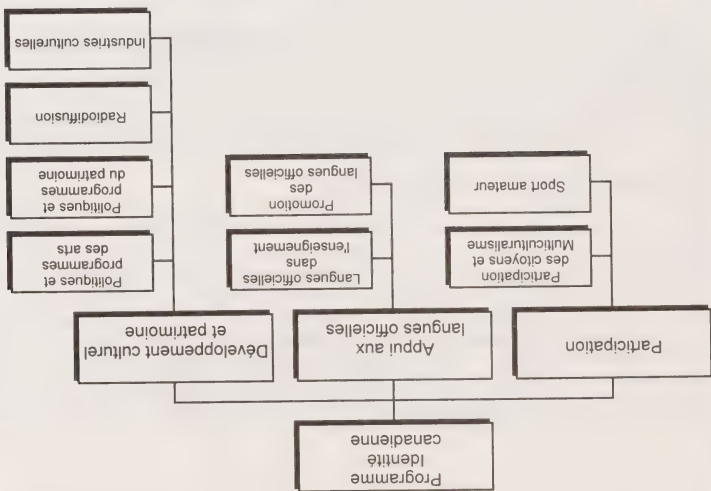 Programme
Identité
canadienne
Participation
Appui aux
langues officielles
Développement culturel
et patrimoine
Participation
des citoyens et
Multiculturalisme
Sport amateur
Langues officielles
dans
l'enseignement
Promotion
des
langues officielles
Politiques et
programmes
des arts
Politiques et
programmes
du patrimoine
Radiodiffusion
Industries culturelles